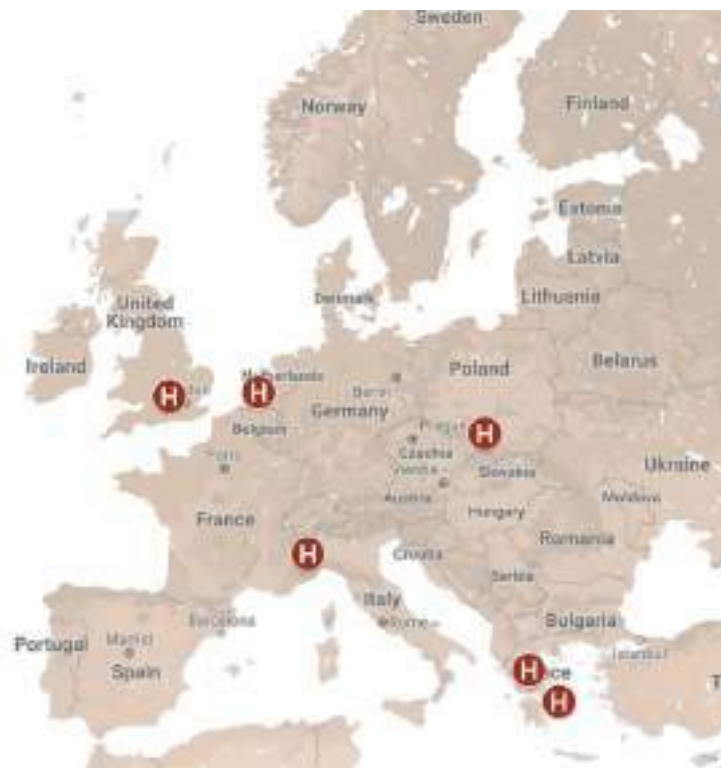 Sweden
Norway
Finland
Estonia
Latvia
Denmark
Lithuania
United
Kingdom
Ireland
Belarus
Poland
Netherlands
H
H
Germany
Belgium
Prague
H
Czechia
Paris
Vienna
Slovakia
Ukraine
Austria
Moldova
Hungary
France
Romania
H
Croatia
Serbia
Italy
Barcelona
Rome
Bulgaria
Portugal
Madrid
Istanbul
Spain
H
ce
T
H